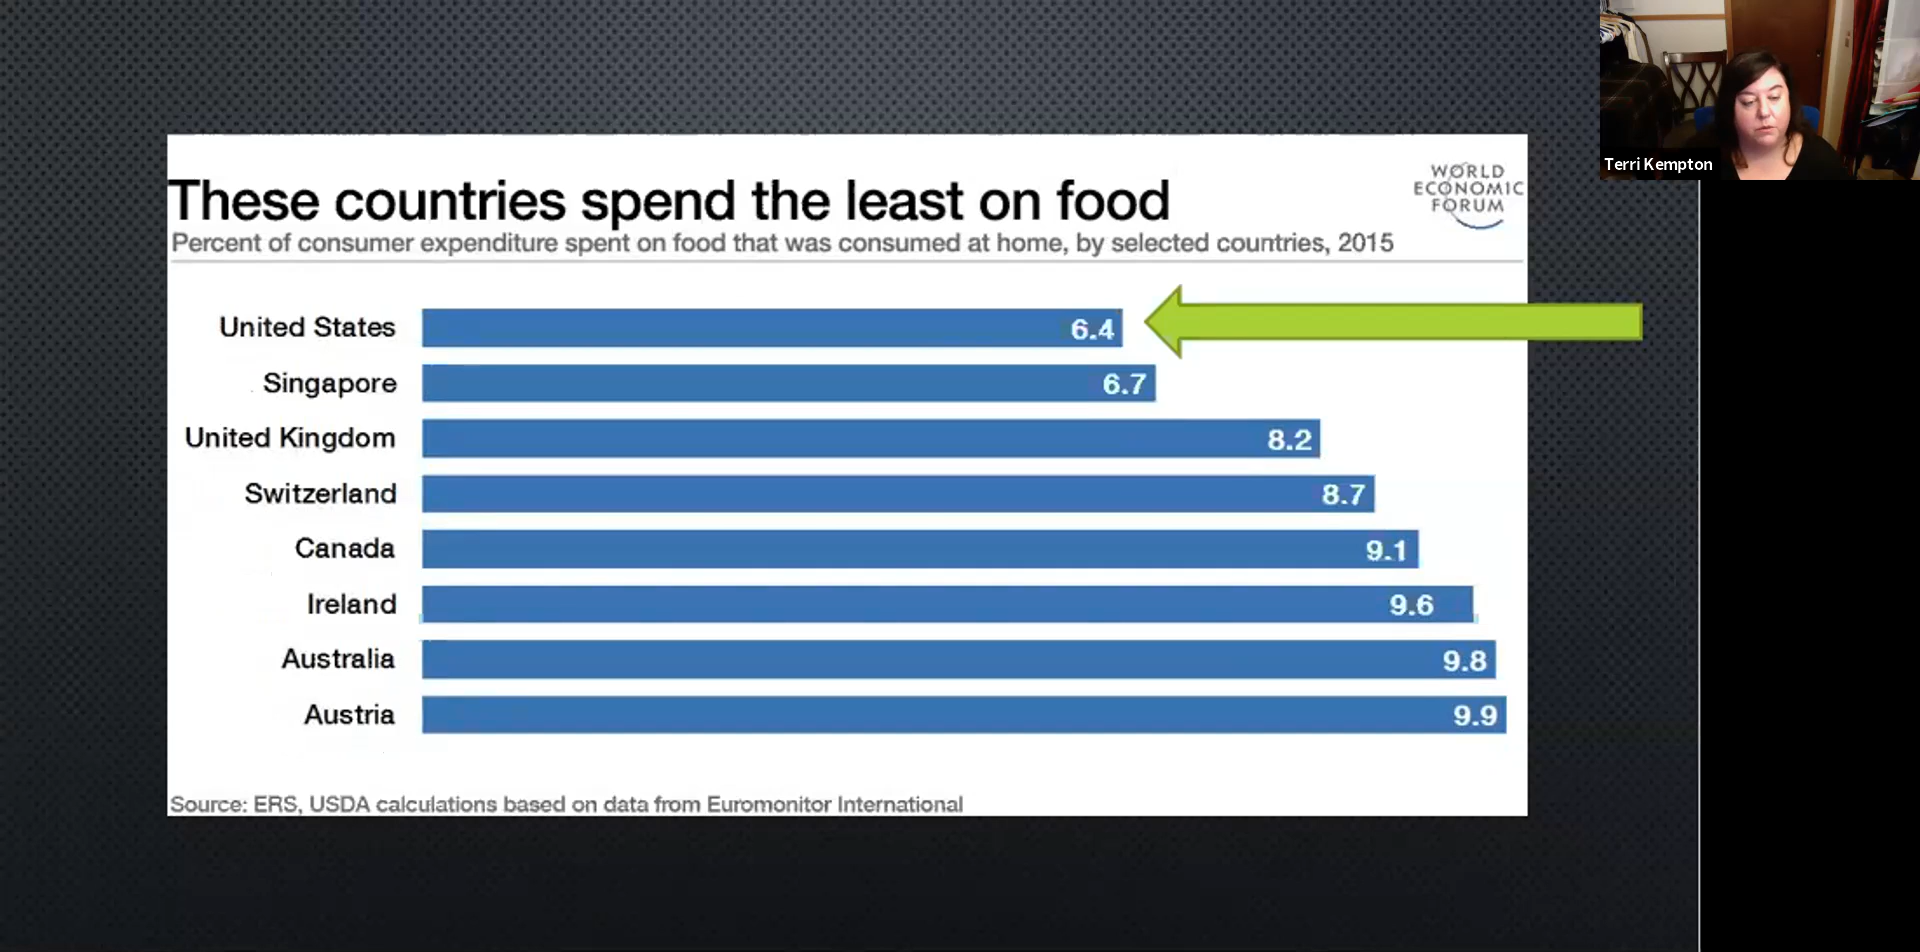 These countries spend the least on food
WORLD
ECONOMIC
FORUM
Percent of consumer expenditure spent on food that was consumed at home, by selected countries, 2015
United States 6.4
Singapore 6.7
United Kingdom 8.2
Switzerland 8.7
Canada 9.1
Ireland 9.6
Australia 9.8
Austria 9.9
Source: ERS, USDA calculations based on data from Euromonitor International
Terri Kempton